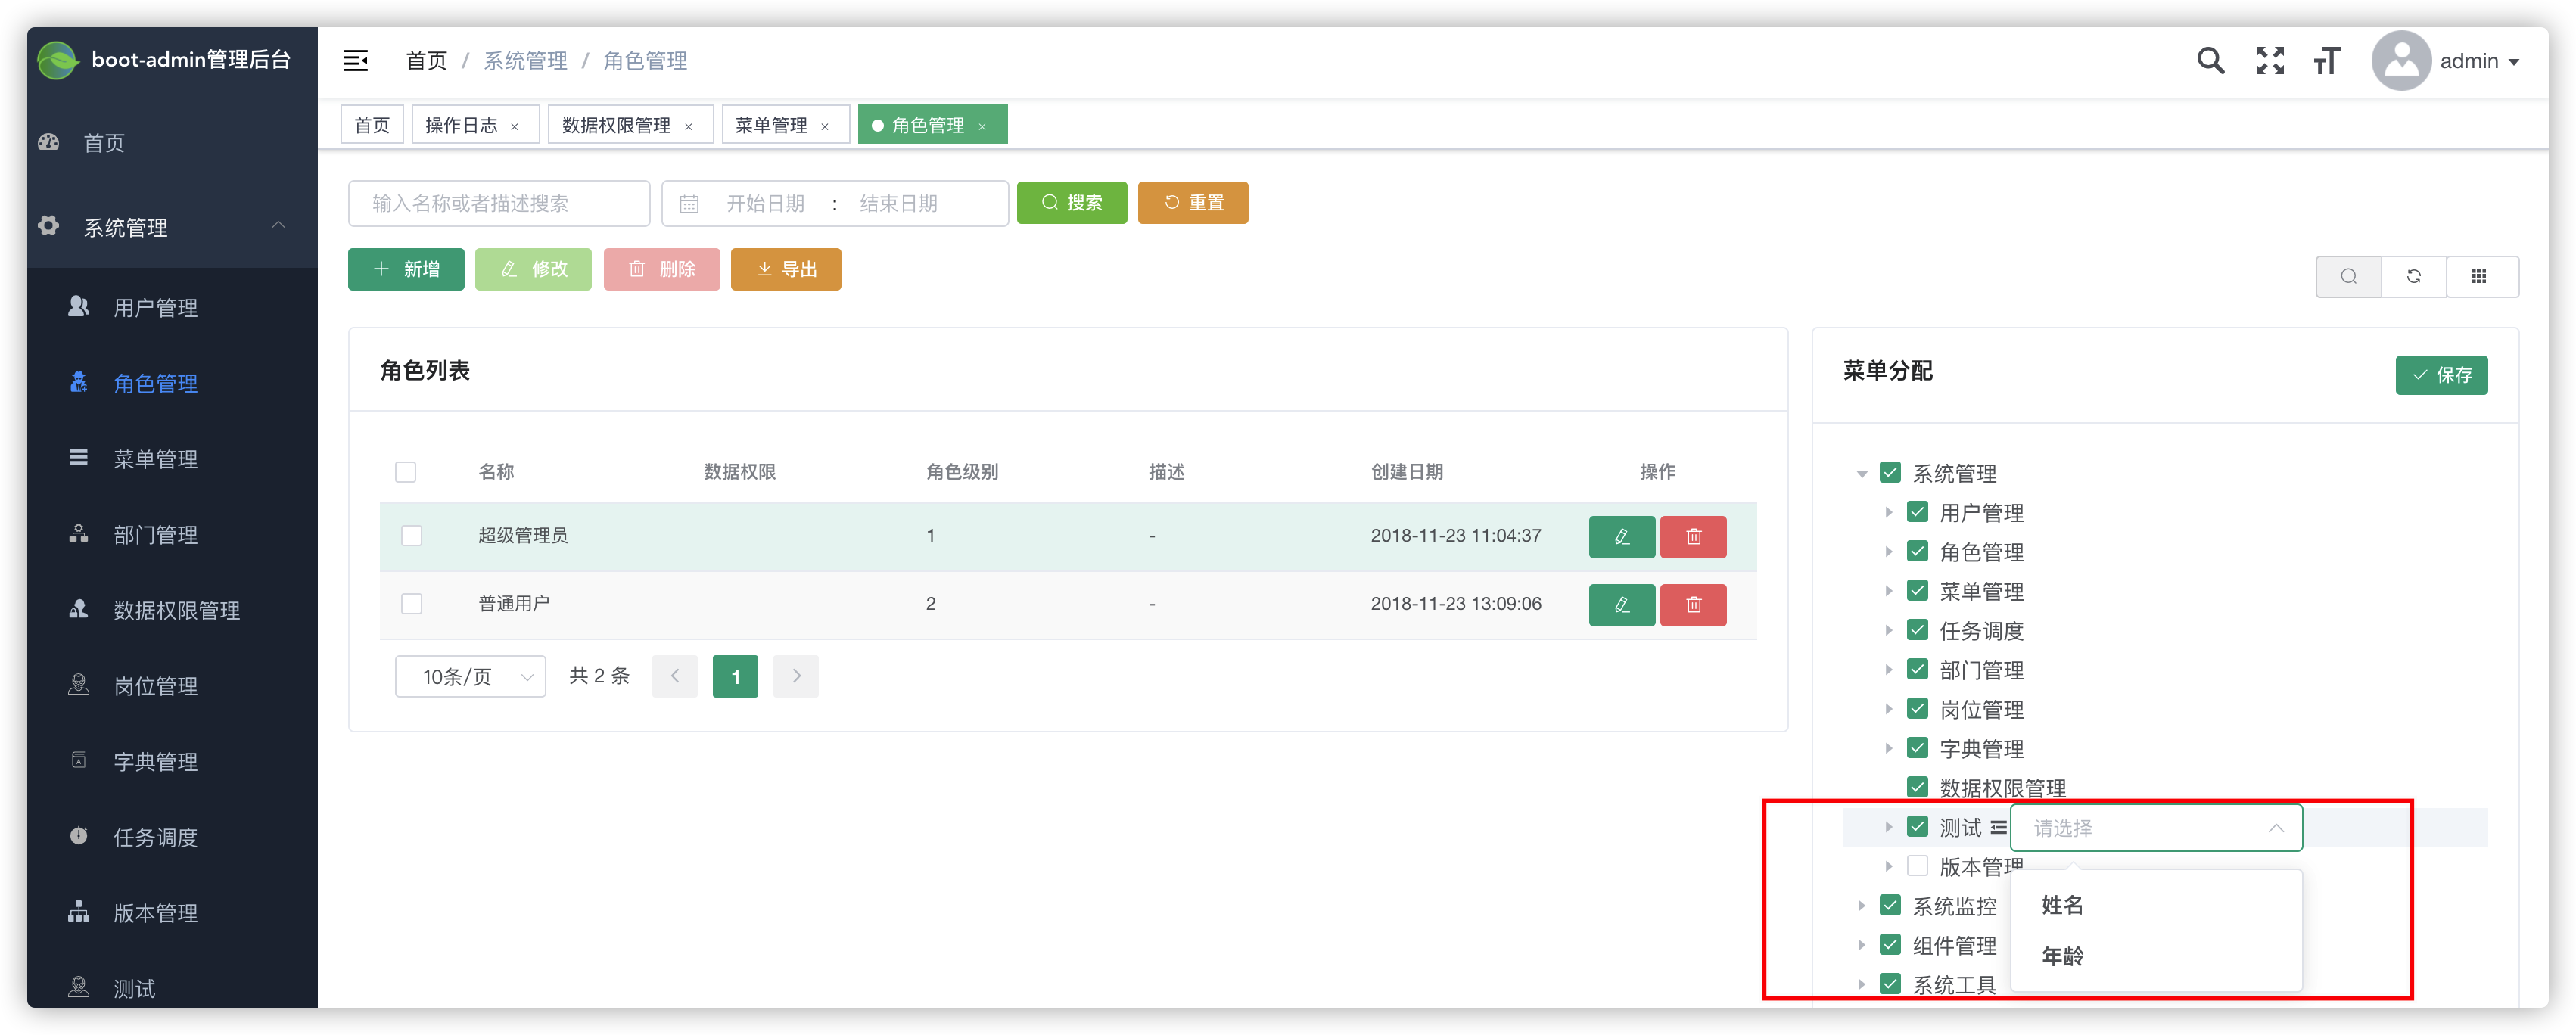 boot-admin管理后台
首页 / 系统管理 / 角色管理
admin
首页
操作日志 ×
数据权限管理 ×
菜单管理 ×
角色管理 ×
首页
系统管理
用户管理
角色管理
菜单管理
部门管理
数据权限管理
岗位管理
字典管理
任务调度
版本管理
测试
输入名称或者描述搜索
开始日期 : 结束日期
搜索
重置
新增
修改
删除
导出
角色列表
名称 数据权限 角色级别 描述 创建日期 操作
超级管理员 1 - 2018-11-23 11:04:37
普通用户 2 - 2018-11-23 13:09:06
10条/页 共 2 条 1
菜单分配
保存
系统管理
用户管理
角色管理
菜单管理
任务调度
部门管理
岗位管理
字典管理
数据权限管理
测试 请选择
版本管理
系统监控
姓名
组件管理
年龄
系统工具